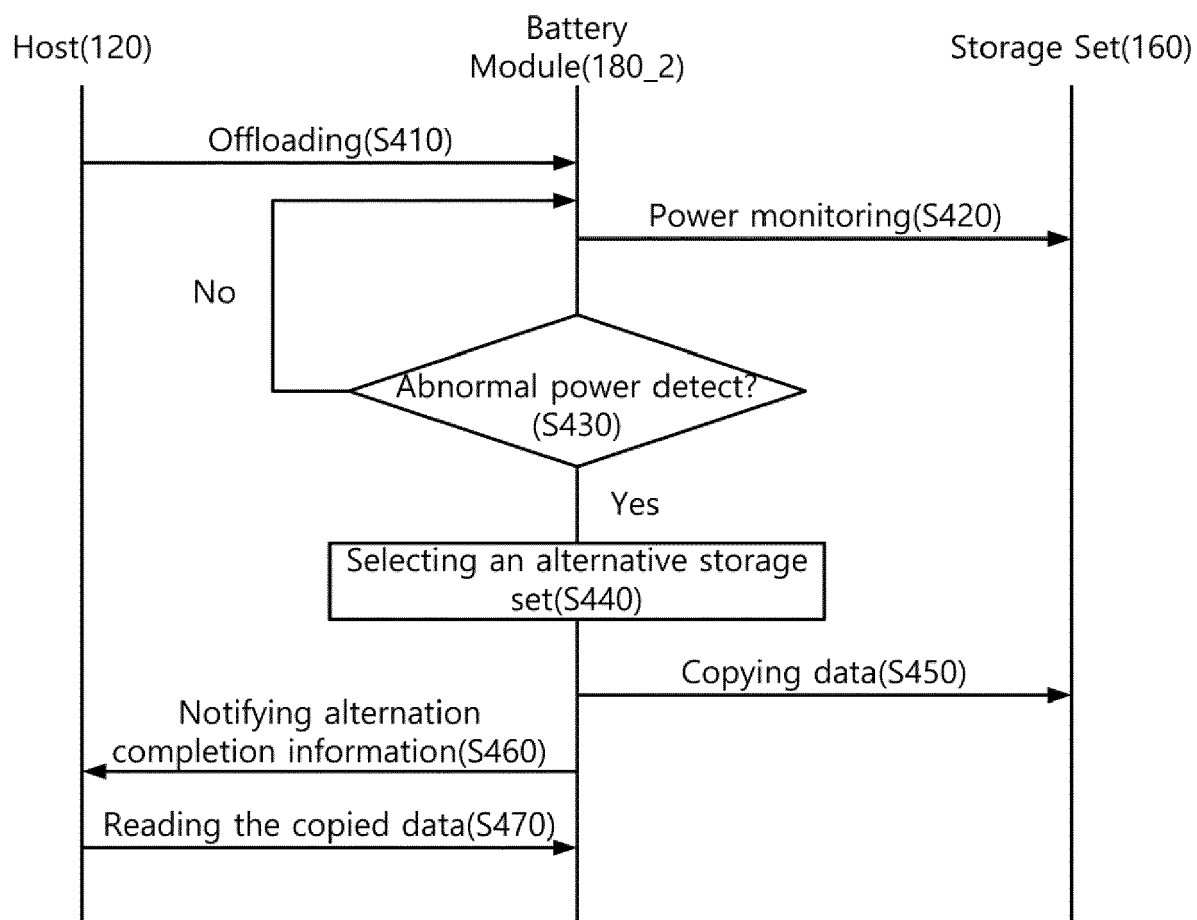 Host(120)
Battery
Module(180_2)
Storage Set(160)
Offloading(S410)
Power monitoring(S420)
No
Abnormal power detect?
(S430)
Yes
Selecting an alternative storage
set(S440)
Copying data(S450)
Notifying alternation
completion information(S460)
Reading the copied data(S470)